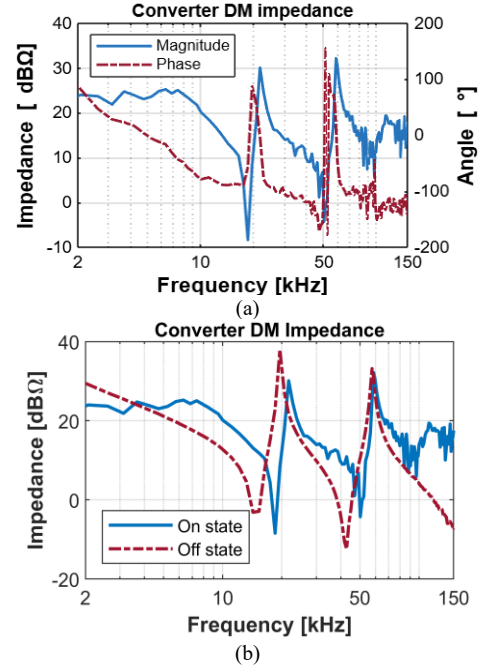 Converter DM impedance
40
30
20
10
0
-10
Impedance [ dBΩ]
Magnitude
Phase
200
100
0
-100
-200
Angle [ °]
2
10
50
150
Frequency [kHz]
(a)
Converter DM Impedance
40
20
0
-20
Impedance [dBΩ]
On state
Off state
2
10
50
150
Frequency [kHz]
(b)